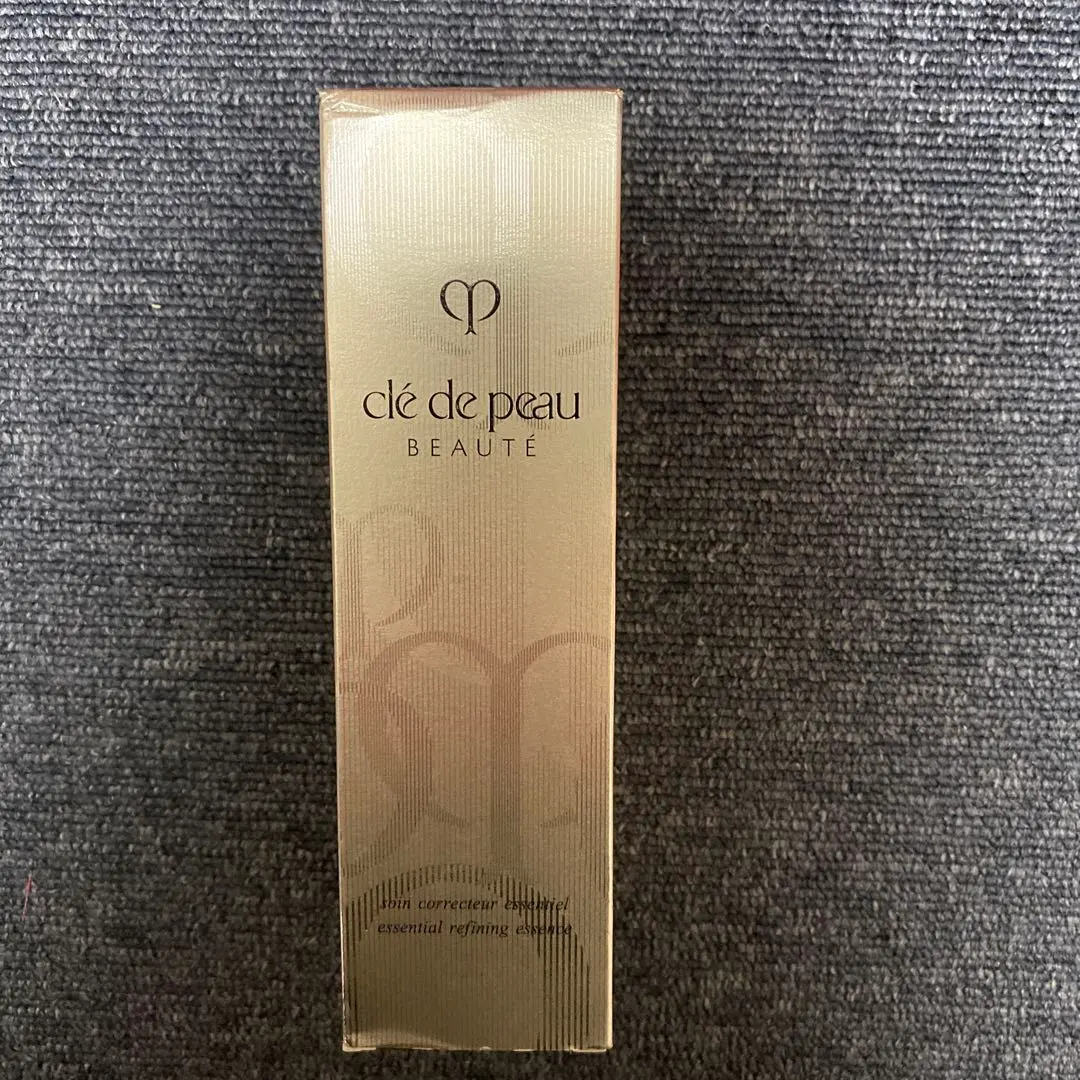 clé de peau
BEAUTÉ
soin correcteur essentiel
essential refining essence